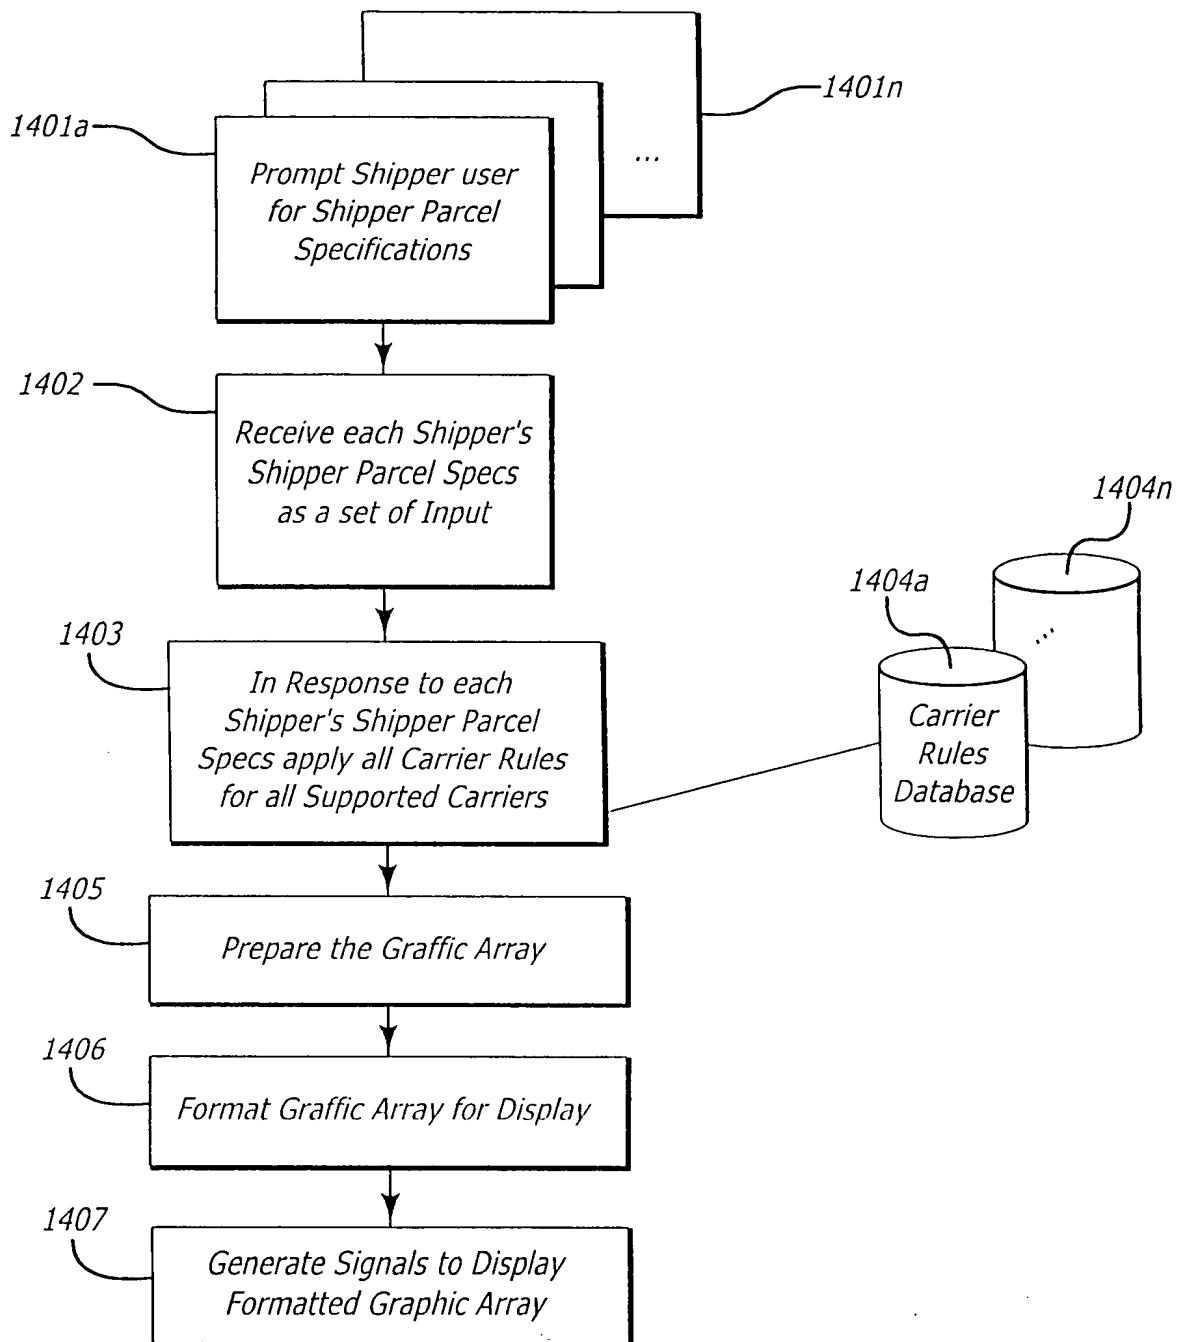 1401n
1401a
...
Prompt Shipper user
for Shipper Parcel
Specifications
1402
Receive each Shipper's
Shipper Parcel Specs
as a set of Input
1404n
1404a
...
Carrier
Rules
Database
1403
In Response to each
Shipper's Shipper Parcel
Specs apply all Carrier Rules
for all Supported Carriers
1405
Prepare the Graffic Array
1406
Format Graffic Array for Display
1407
Generate Signals to Display
Formatted Graphic Array